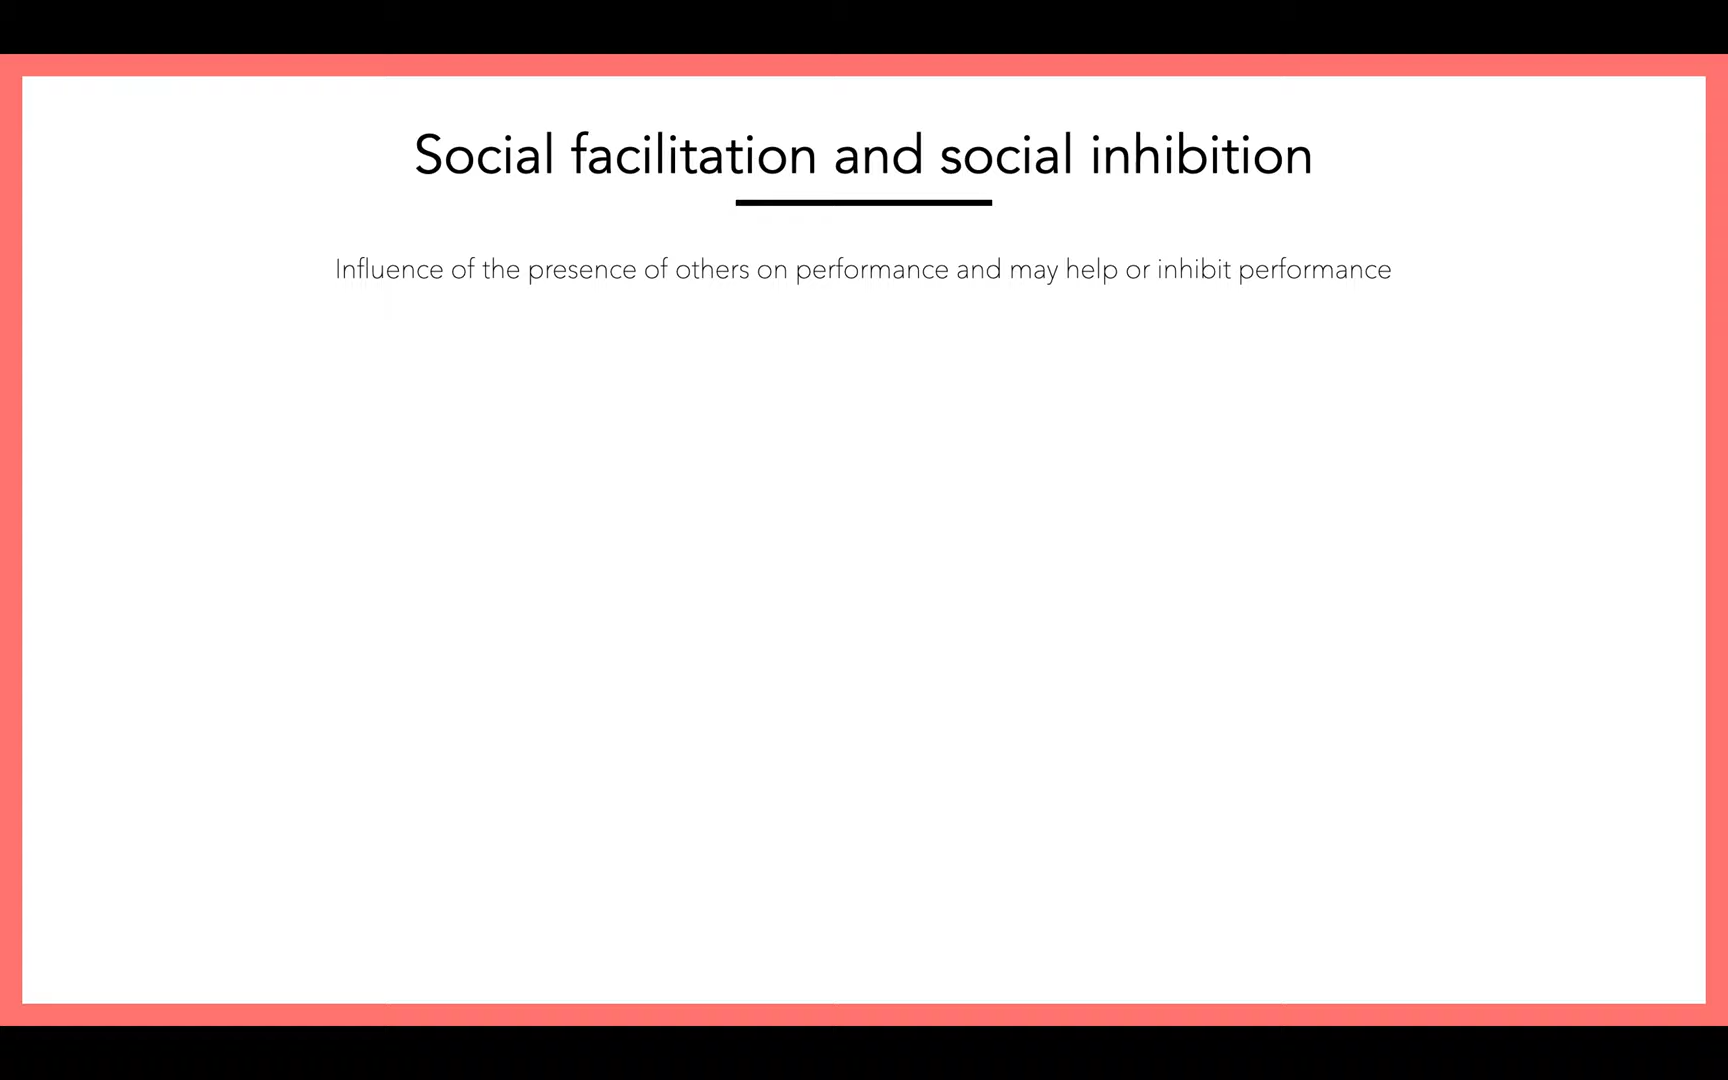 Social facilitation and social inhibition
Influence of the presence of others on performance and may help or inhibit performance